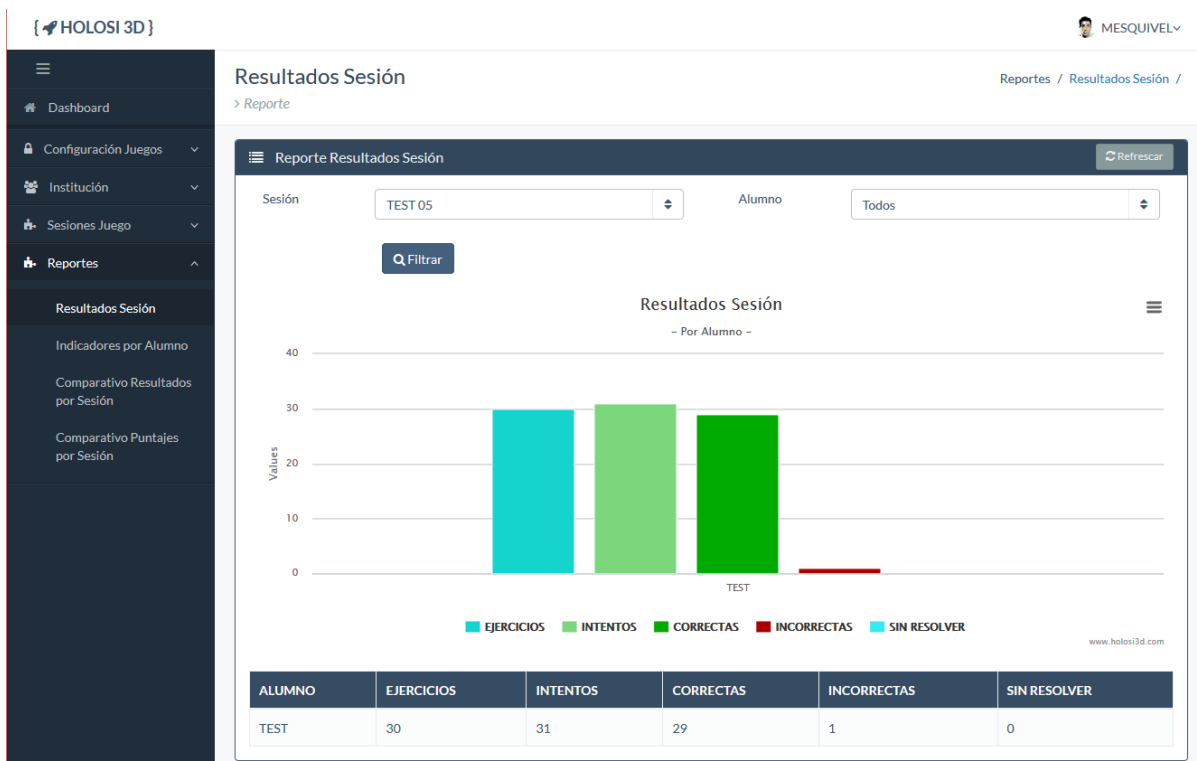 { HOLOSI 3D }
MESQUIVEL
Dashboard
Configuración Juegos
Institución
Sesiones Juego
Reportes
Resultados Sesión
Indicadores por Alumno
Comparativo Resultados
por Sesión
Comparativo Puntajes
por Sesión
Resultados Sesión
> Reporte
Reportes / Resultados Sesión /
Reporte Resultados Sesión
Refrescar
Sesión
TEST 05
Alumno
Todos
Filtrar
Resultados Sesión
– Por Alumno –
Values
40
30
20
10
0
TEST
EJERCICIOS INTENTOS CORRECTAS INCORRECTAS SIN RESOLVER
www.holosi3d.com
ALUMNO EJERCICIOS INTENTOS CORRECTAS INCORRECTAS SIN RESOLVER
TEST 30 31 29 1 0